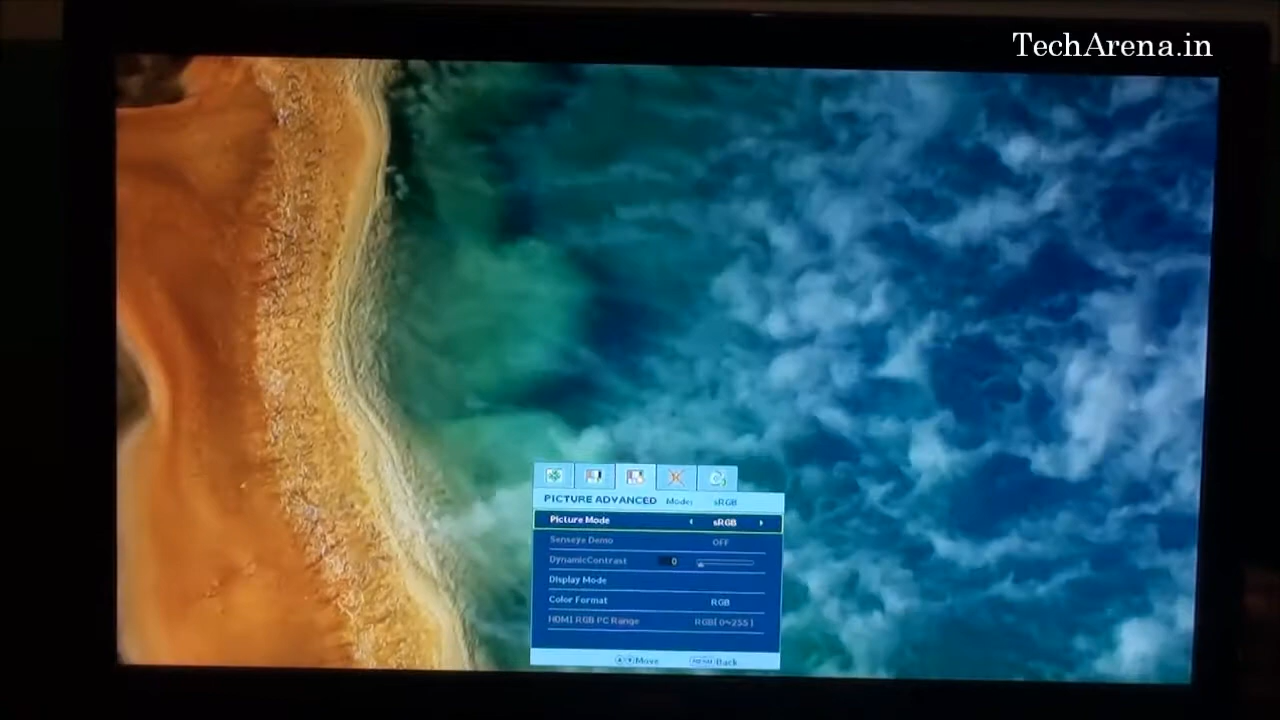 TechArena.in
PICTURE ADVANCED Mode: sRGB
Picture Mode sRGB
Senseye Demo OFF
DynamicContrast 0
Display Mode
Color Format RGB
HDMI RGB PC Range RGB[0~255]
Move MENU Back